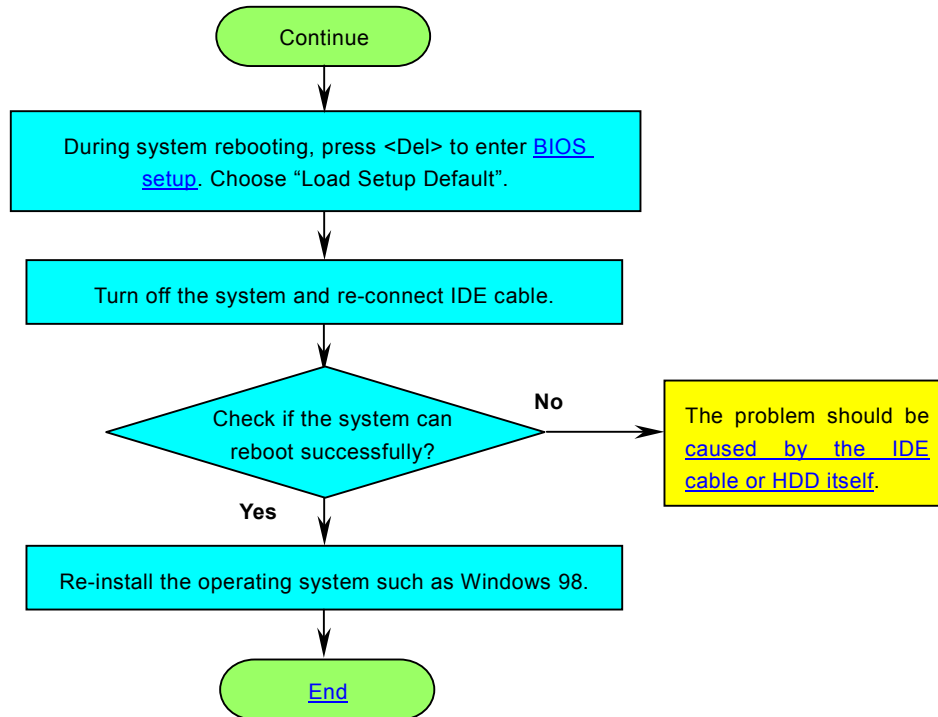 Continue
During system rebooting, press <Del> to enter BIOS
setup. Choose “Load Setup Default”.
Turn off the system and re-connect IDE cable.
Check if the system can
reboot successfully?
No
The problem should be
caused by the IDE
cable or HDD itself.
Yes
Re-install the operating system such as Windows 98.
End